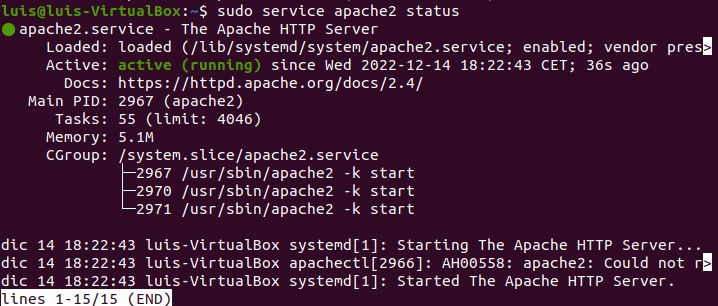 luis@luis-VirtualBox:~$ sudo service apache2 status
● apache2.service - The Apache HTTP Server
     Loaded: loaded (/lib/systemd/system/apache2.service; enabled; vendor pres>
     Active: active (running) since Wed 2022-12-14 18:22:43 CET; 36s ago
       Docs: https://httpd.apache.org/docs/2.4/
   Main PID: 2967 (apache2)
      Tasks: 55 (limit: 4046)
     Memory: 5.1M
     CGroup: /system.slice/apache2.service
             ├─2967 /usr/sbin/apache2 -k start
             ├─2970 /usr/sbin/apache2 -k start
             └─2971 /usr/sbin/apache2 -k start
dic 14 18:22:43 luis-VirtualBox systemd[1]: Starting The Apache HTTP Server...
dic 14 18:22:43 luis-VirtualBox apachectl[2966]: AH00558: apache2: Could not r>
dic 14 18:22:43 luis-VirtualBox systemd[1]: Started The Apache HTTP Server.
lines 1-15/15 (END)